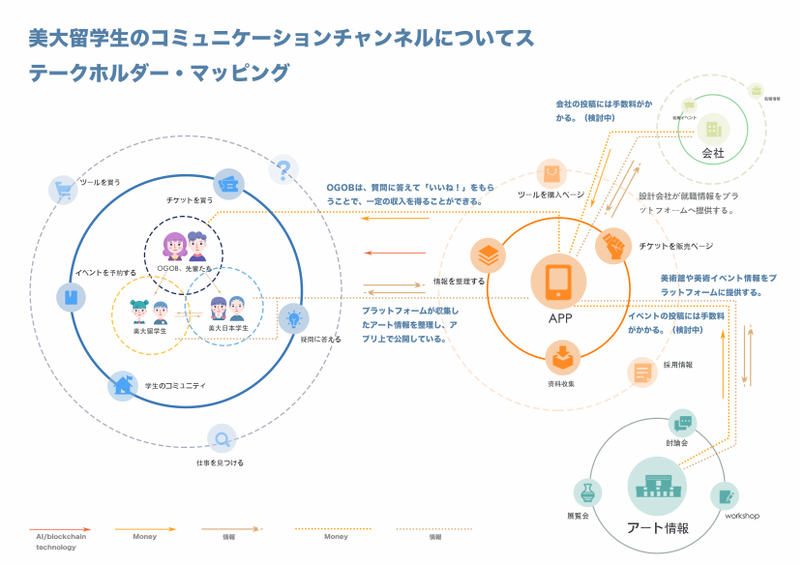 美大留学生のコミュニケーションチャンネルについてス
テークホルダー・マッピング
会社の投稿には手数料がか
かる。（検討中）
会社
ツールを買う
チケットを買う
OGOBは、質問に答えて「いいね！」をもら
うことで、一定の収入を得ることができる。
ツールを購入ページ
設計会社が就職情報をプラ
ットフォームへ提供する。
チケットを販売ページ
OGOB、先輩たち
イベントを予約する
情報を整理する
美術館や美術イベント情報をプ
ラットフォームに提供する。
美大留学生
美大日本学生
疑問に答える
プラットフォームが収集し
たアート情報を整理し、ア
プリ上で公開している。
APP
イベントの投稿には手数料
がかかる。（検討中）
学生のコミュニティ
資料収集
採用情報
仕事を見つける
討論会
展覧会
workshop
アート情報
AI/blockchain
technology
Money
情報
Money
情報